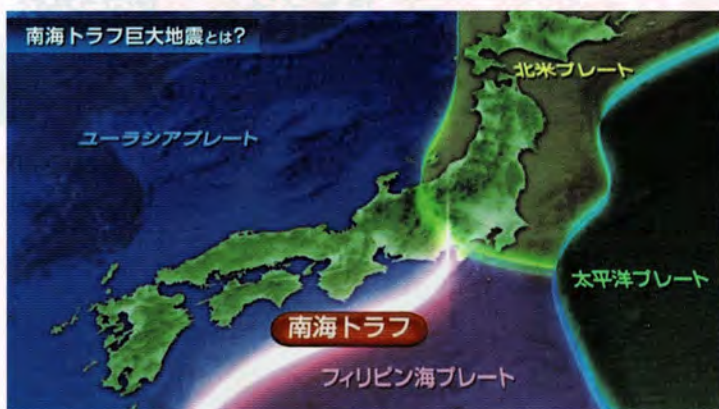 南海トラフ巨大地震とは?
北米プレート
ユーラシアプレート
太平洋プレート
南海トラフ
フィリピン海プレート